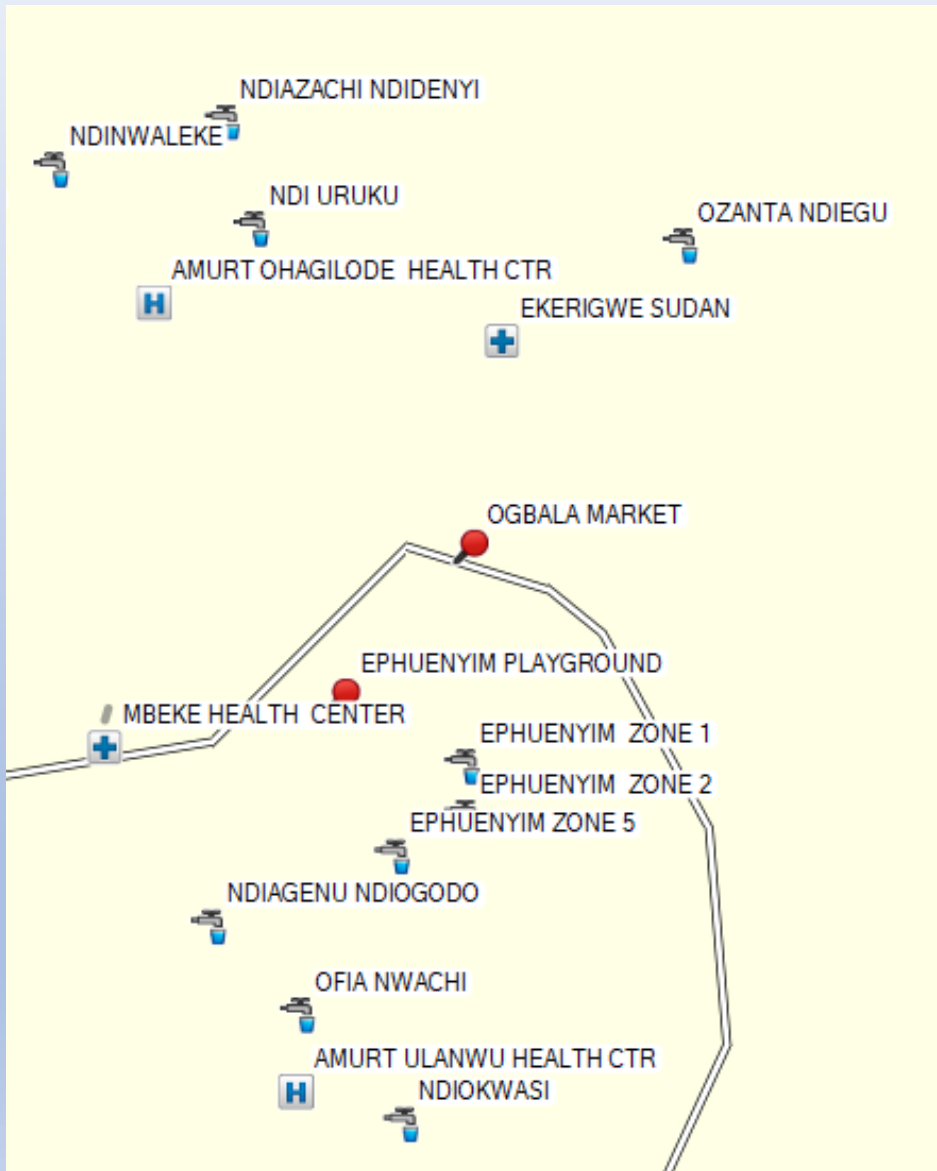 NDIAZACHI NDIDENYI
NDINWALEKE
NDI URUKU
OZANTA NDIEGU
AMURT OHAGILODE  HEALTH CTR
EKERIGWE SUDAN
OGBALA MARKET
EPHUENYIM PLAYGROUND
MBEKE HEALTH  CENTER
EPHUENYIM  ZONE 1
EPHUENYIM  ZONE 2
EPHUENYIM ZONE 5
NDIAGENU NDIOGODO
OFIA NWACHI
AMURT ULANWU HEALTH CTR
NDIOKWASI